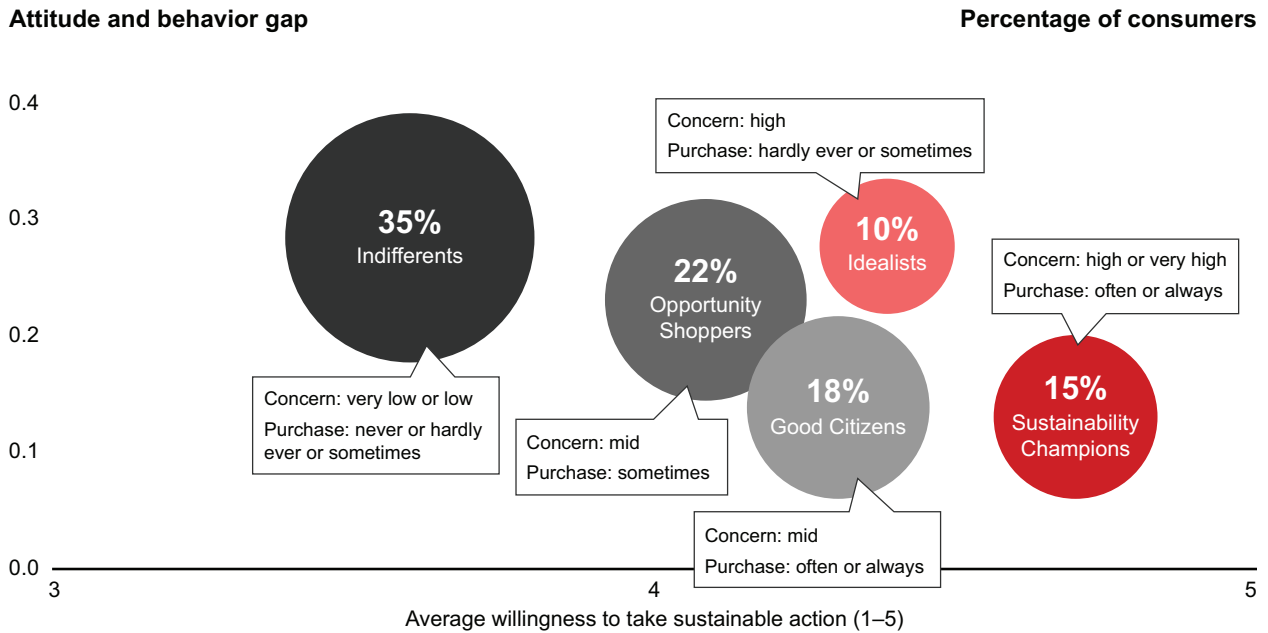 Attitude and behavior gap
Percentage of consumers
0.4
0.3
0.2
0.1
0.0
35%
Indifferents
Concern: very low or low
Purchase: never or hardly
ever or sometimes
22%
Opportunity
Shoppers
Concern: mid
Purchase: sometimes
18%
Good Citizens
Concern: mid
Purchase: often or always
Concern: high
Purchase: hardly ever or sometimes
10%
Idealists
Concern: high or very high
Purchase: often or always
15%
Sustainability
Champions
3
4
5
Average willingness to take sustainable action (1–5)